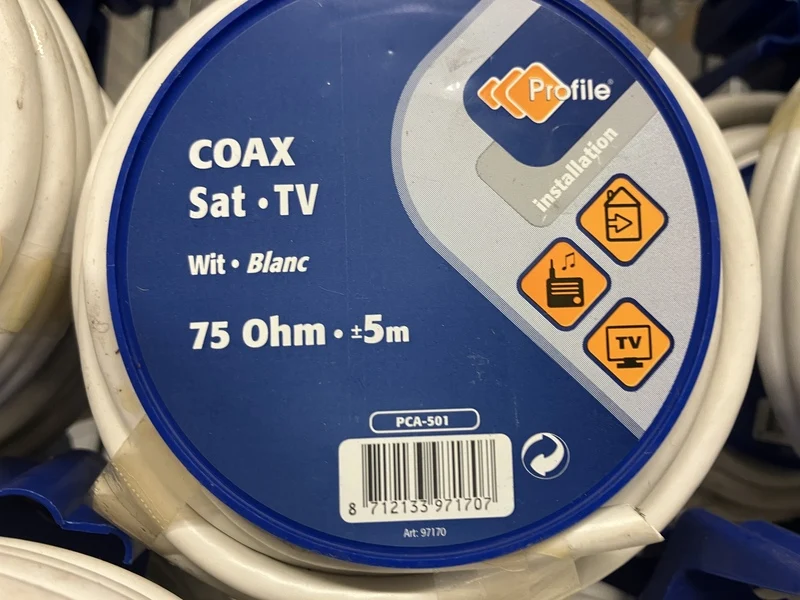 Profile®
installation
COAX
Sat • TV
Wit • Blanc
75 Ohm • ±5m
TV
PCA-501
8 712133 971707
Art: 97170